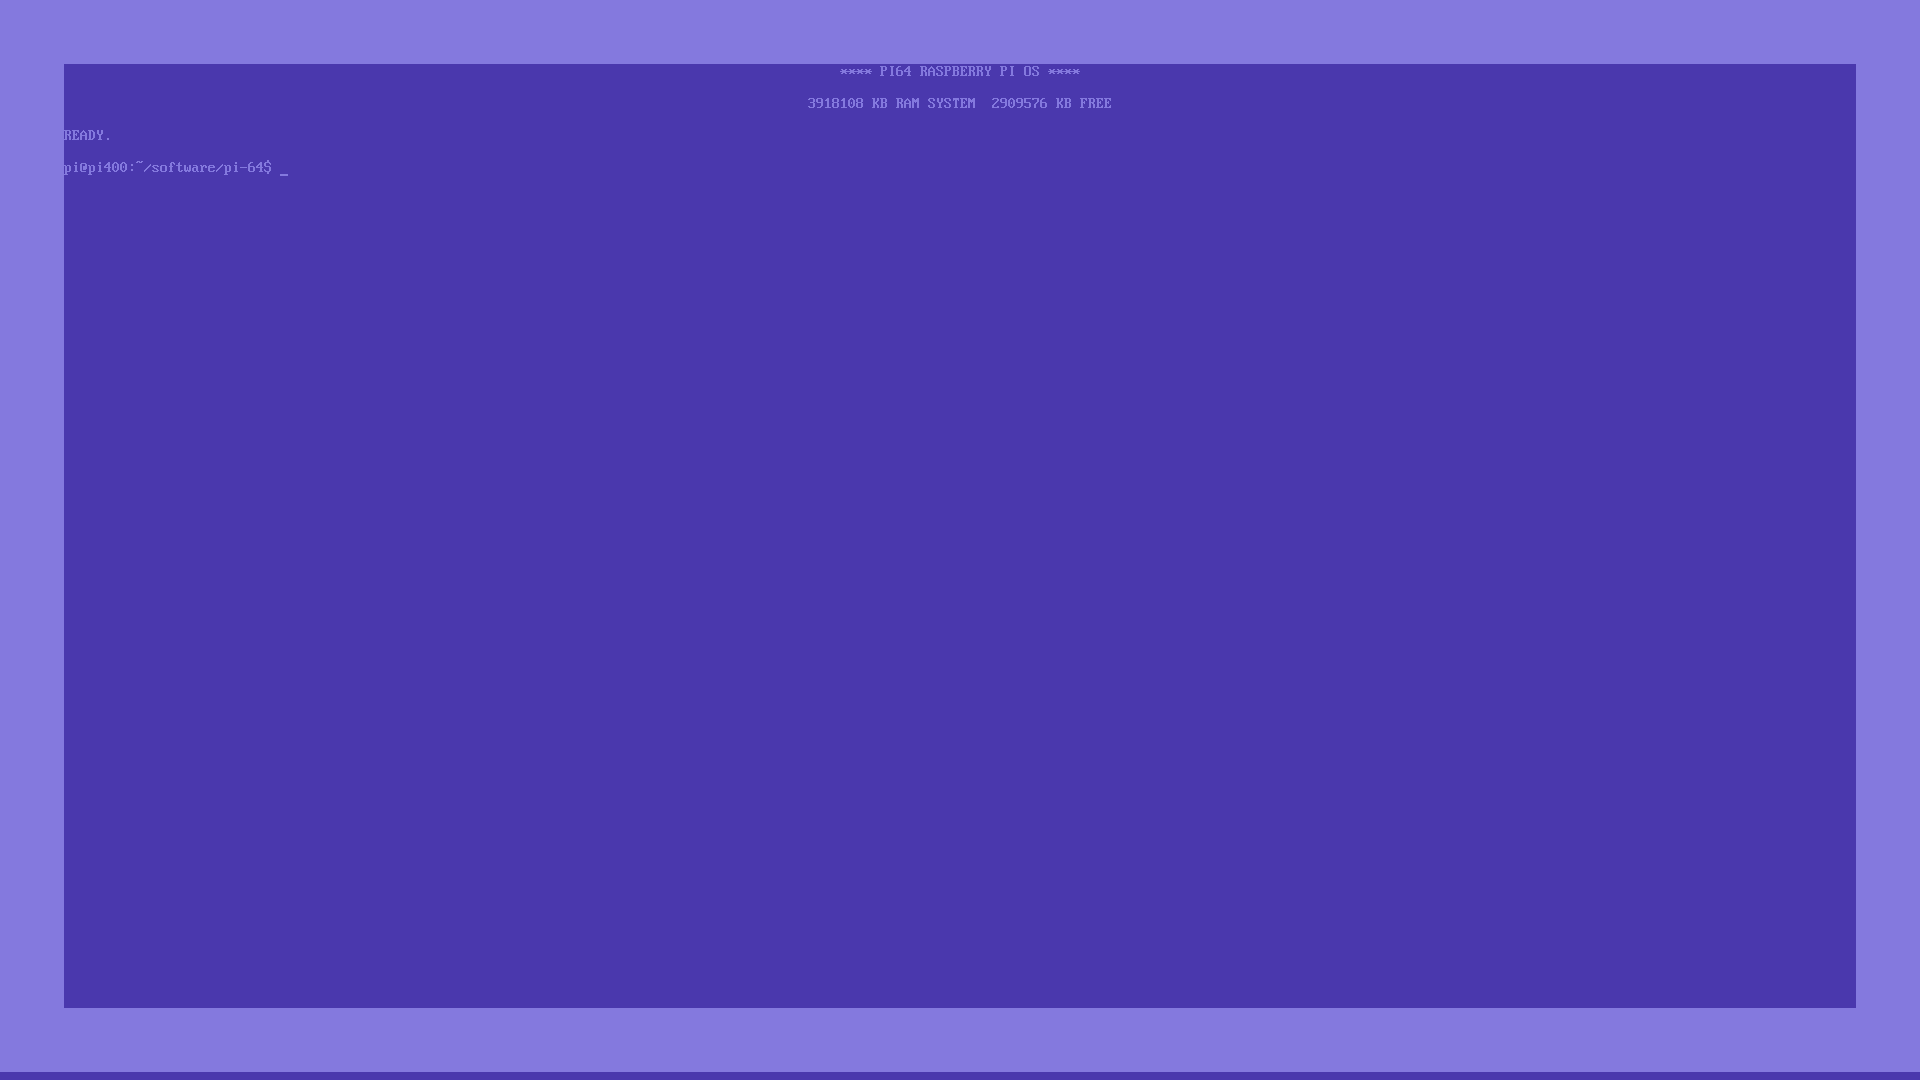 **** PI64 RASPBERRY PI OS ****
3918108 KB RAM SYSTEM  2909576 KB FREE
READY.
pi@pi400:~/software/pi-64$ _